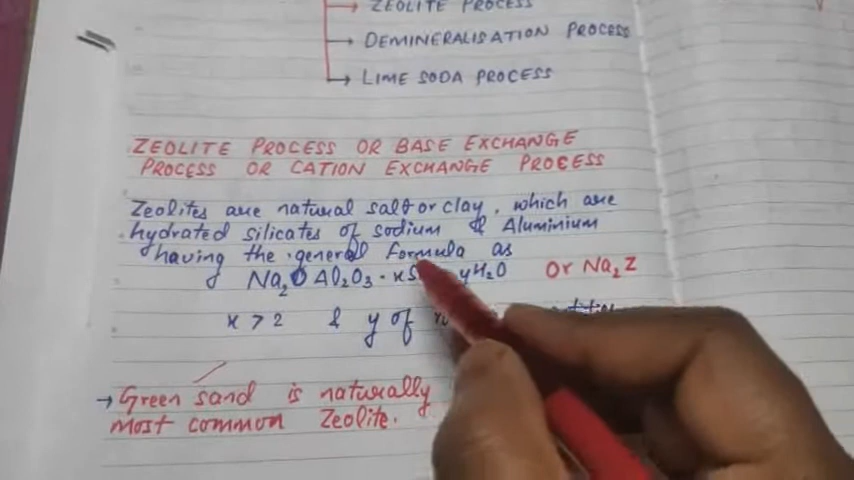 ZEOLITE PROCESS
DEMINERALISATION PROCESS
LIME SODA PROCESS
ZEOLITE PROCESS OR BASE EXCHANGE
PROCESS OR CATION EXCHANGE PROCESS
Zeolites are natural salt or clay, which are
hydrated silicates of sodium & Aluminium
having the general formula as
Na₂O Al₂O₃ · xS yH₂O Or Na₂Z
x > 2 & y of
→ Green sand is naturally
most common Zeolite.